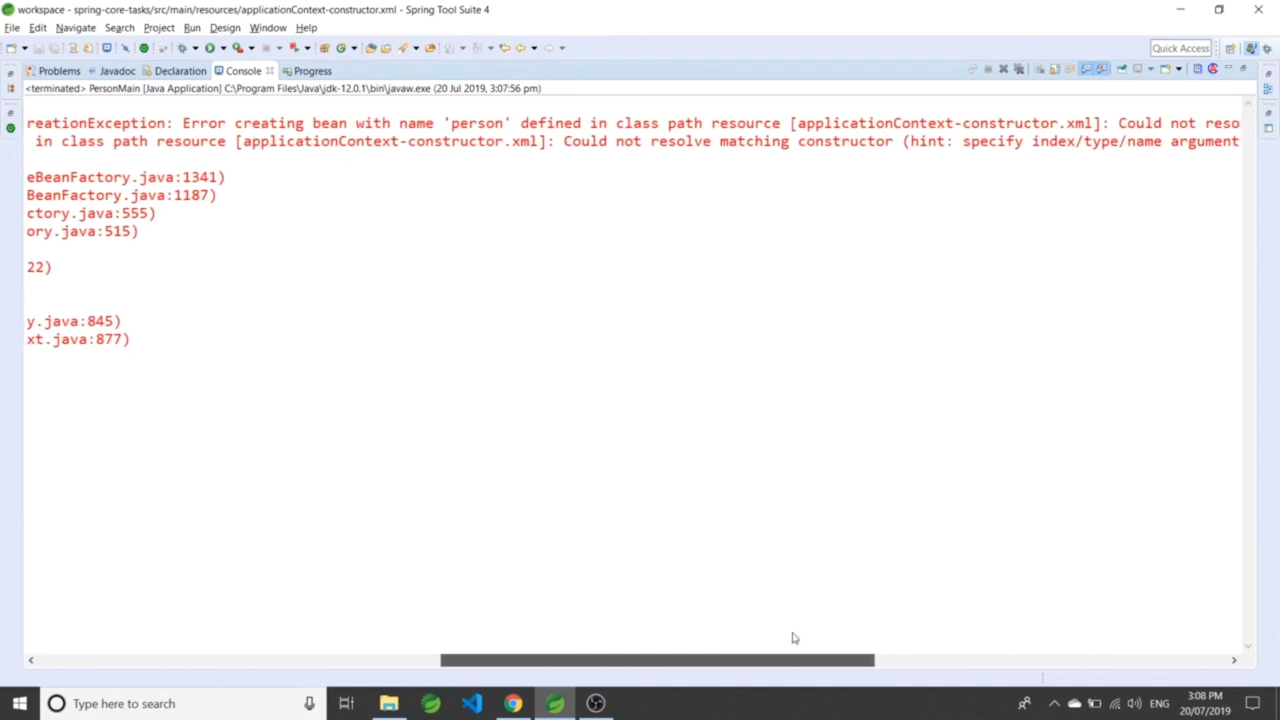 workspace - spring-core-tasks/src/main/resources/applicationContext-constructor.xml - Spring Tool Suite 4
File Edit Navigate Search Project Run Design Window Help
Quick Access
Problems Javadoc Declaration Console Progress
<terminated> PersonMain [Java Application] C:\Program Files\Java\jdk-12.0.1\bin\javaw.exe (20 Jul 2019, 3:07:56 pm)
reationException: Error creating bean with name 'person' defined in class path resource [applicationContext-constructor.xml]: Could not reso
in class path resource [applicationContext-constructor.xml]: Could not resolve matching constructor (hint: specify index/type/name argument
eBeanFactory.java:1341)
BeanFactory.java:1187)
ctory.java:555)
ory.java:515)
22)
y.java:845)
xt.java:877)
Type here to search
ENG
3:08 PM
20/07/2019